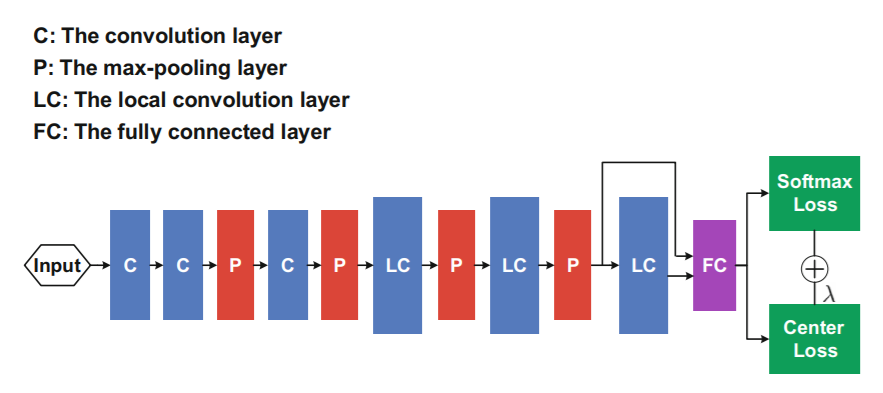 C: The convolution layer
P: The max-pooling layer
LC: The local convolution layer
FC: The fully connected layer
Input
C
C
P
C
P
LC
P
LC
P
LC
FC
Softmax
Loss
+
λ
Center
Loss